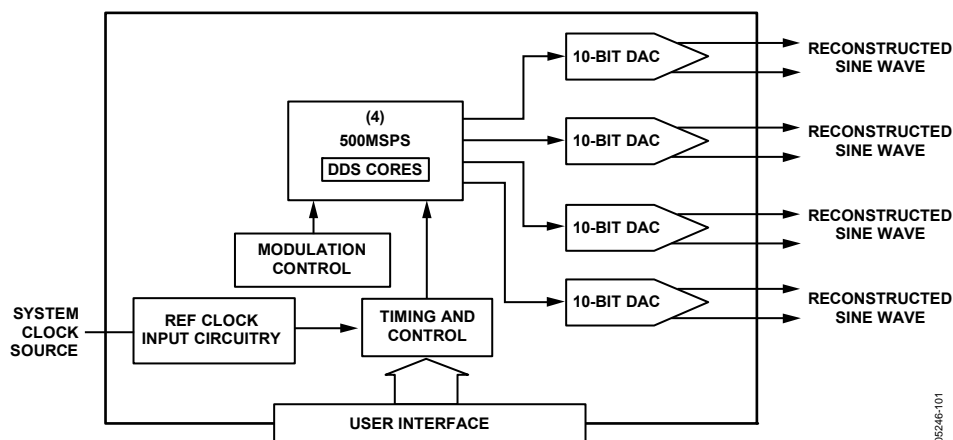 10-BIT DAC
RECONSTRUCTED
SINE WAVE
(4)
500MSPS
DDS CORES
10-BIT DAC
RECONSTRUCTED
SINE WAVE
10-BIT DAC
RECONSTRUCTED
SINE WAVE
MODULATION
CONTROL
10-BIT DAC
RECONSTRUCTED
SINE WAVE
SYSTEM
CLOCK
SOURCE
REF CLOCK
INPUT CIRCUITRY
TIMING AND
CONTROL
USER INTERFACE
05246-101